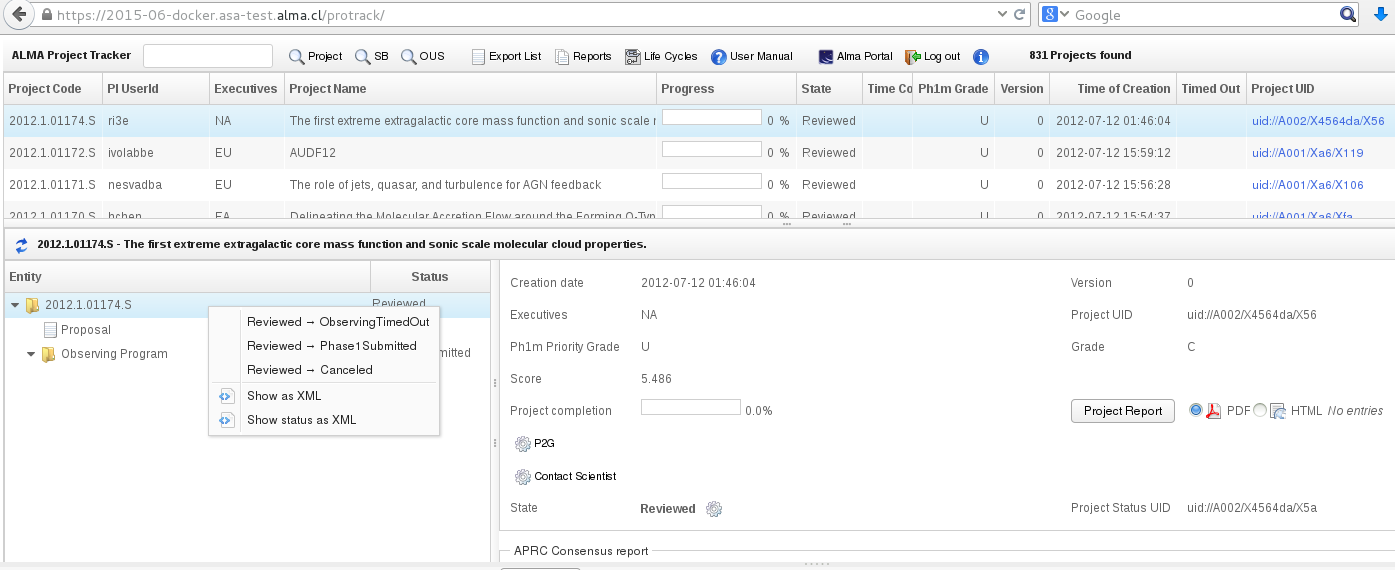 https://2015-06-docker.asa-test.alma.cl/protrack/ Google
ALMA Project Tracker Project SB OUS Export List Reports Life Cycles User Manual Alma Portal Log out 831 Projects found
Project Code PI UserId Executives Project Name Progress State Time Co Ph1m Grade Version Time of Creation Timed Out Project UID
2012.1.01174.S ri3e NA The first extreme extragalactic core mass function and sonic scale r 0 % Reviewed U 0 2012-07-12 01:46:04 uid://A002/X4564da/X56
2012.1.01172.S ivolabbe EU AUDF12 0 % Reviewed U 0 2012-07-12 15:59:12 uid://A001/Xa6/X119
2012.1.01171.S nesvadba EU The role of jets, quasar, and turbulence for AGN feedback 0 % Reviewed U 0 2012-07-12 15:56:28 uid://A001/Xa6/X106
2012.1.01170.S hchen EA Delineating the Molecular Accretion Flow around the Forming O-Typ 0 % Reviewed U 0 2012-07-12 15:54:37 uid://A001/Xa6/Xfa
2012.1.01174.S - The first extreme extragalactic core mass function and sonic scale molecular cloud properties.
Entity Status
2012.1.01174.S Reviewed
Proposal
Observing Program mitted
Reviewed → ObservingTimedOut
Reviewed → Phase1Submitted
Reviewed → Canceled
Show as XML
Show status as XML
Creation date 2012-07-12 01:46:04 Version 0
Executives NA Project UID uid://A002/X4564da/X56
Ph1m Priority Grade U Grade C
Score 5.486
Project completion 0.0% Project Report PDF HTML No entries
P2G
Contact Scientist
State Reviewed Project Status UID uid://A002/X4564da/X5a
APRC Consensus report